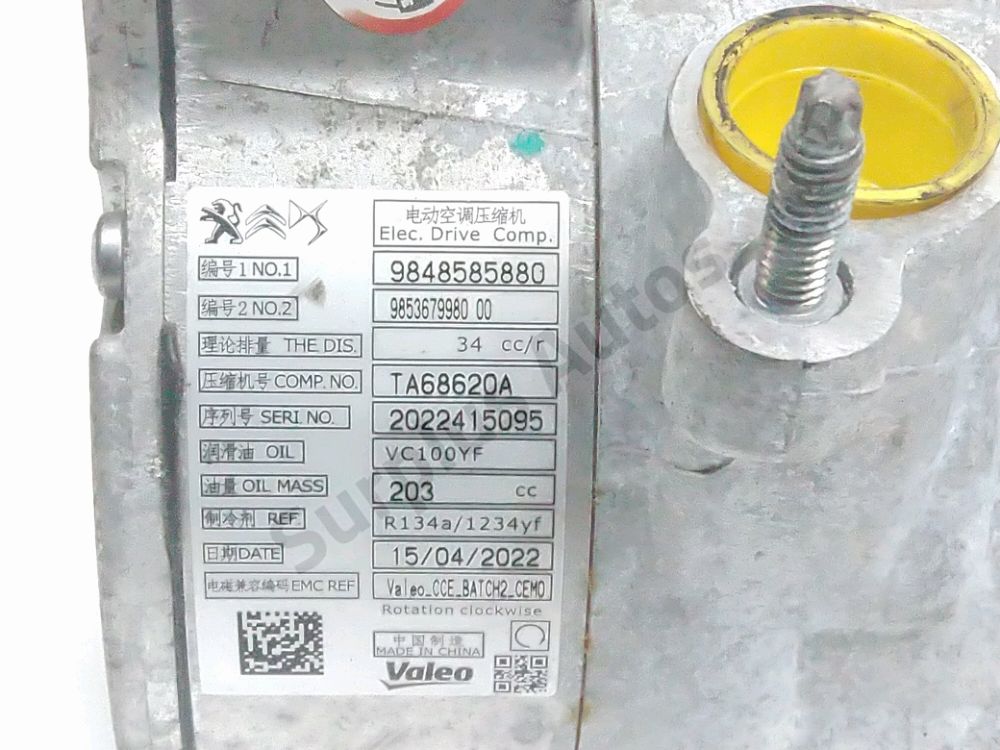 电动空调压缩机
Elec. Drive Comp.
编号1 NO.1 9848585880
编号2 NO.2 9853679980 00
理论排量 THE DIS. 34 cc/r
压缩机号 COMP. NO. TA68620A
序列号 SERI NO. 2022415095
润滑油 OIL VC100YF
油量 OIL MASS 203 cc
制冷剂 REF. R134a/1234yf
日期DATE 15/04/2022
电磁兼容编码 EMC REF Valeo_CCE_BATCH2_CEMO
Rotation clockwise
中国制造
MADE IN CHINA
Valeo
Surplus Autos